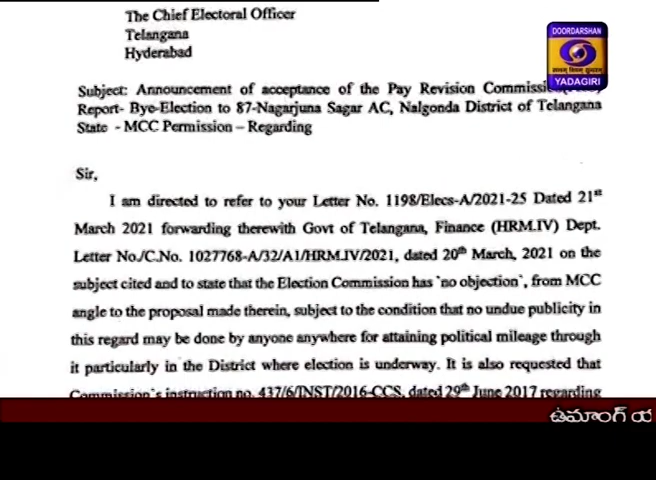 The Chief Electoral Officer
Telangana
Hyderabad
DOORDARSHAN
YADAGIRI
Subject: Announcement of acceptance of the Pay Revision
Report- Bye-Election to 87-Nagarjuna Sagar AC, Nalgonda District of Telangana
State - MCC Permission – Regarding
Sir,
I am directed to refer to your Letter No. 1198/Elecs-A/2021-25 Dated 21st
March 2021 forwarding therewith Govt of Telangana, Finance (HRM.IV) Dept.
Letter No./C.No. 1027768-A/32/A1/HRM.IV/2021, dated 20th March, 2021 on the
subject cited and to state that the Election Commission has 'no objection', from MCC
angle to the proposal made therein, subject to the condition that no undue publicity in
this regard may be done by anyone anywhere for attaining political mileage through
it particularly in the District where election is underway. It is also requested that
Commission's instruction no. 437/6/INST/2016-CCS, dated 29th June 2017 regarding
ఉమాంగ్ య